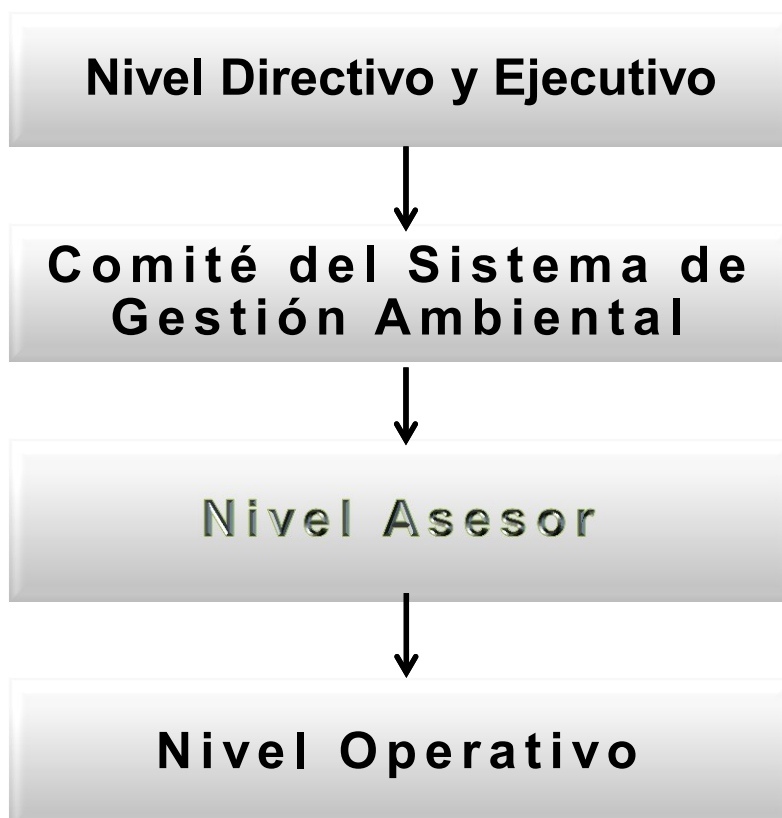 Nivel Directivo y Ejecutivo
Comité del Sistema de
Gestión Ambiental
Nivel Asesor
Nivel Operativo